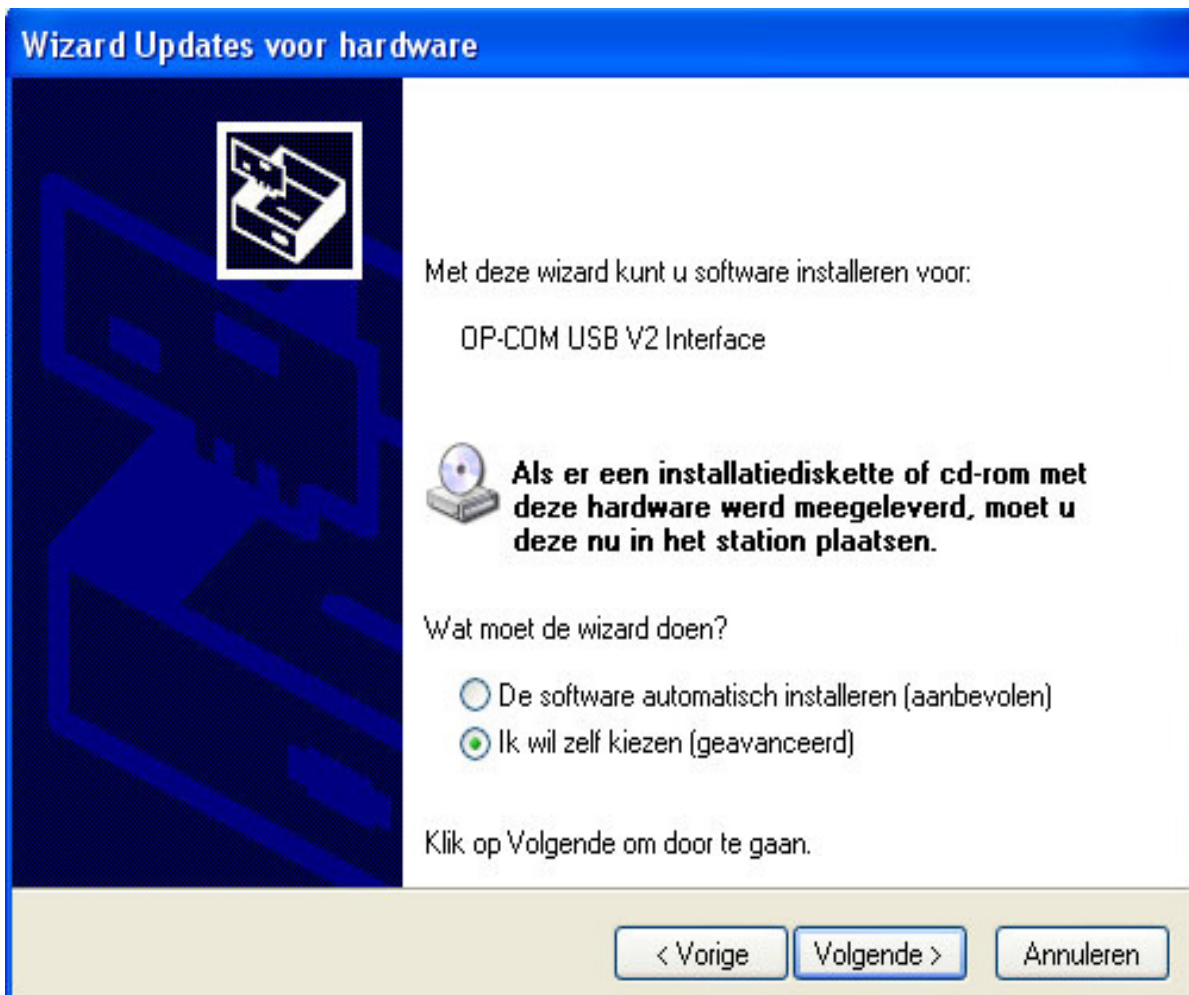 Wizard Updates voor hardware
Met deze wizard kunt u software installeren voor:
OP-COM USB V2 Interface
Als er een installatiediskette of cd-rom met
deze hardware werd meegeleverd, moet u
deze nu in het station plaatsen.
Wat moet de wizard doen?
De software automatisch installeren (aanbevolen)
Ik wil zelf kiezen (geavanceerd)
Klik op Volgende om door te gaan.
< Vorige
Volgende >
Annuleren